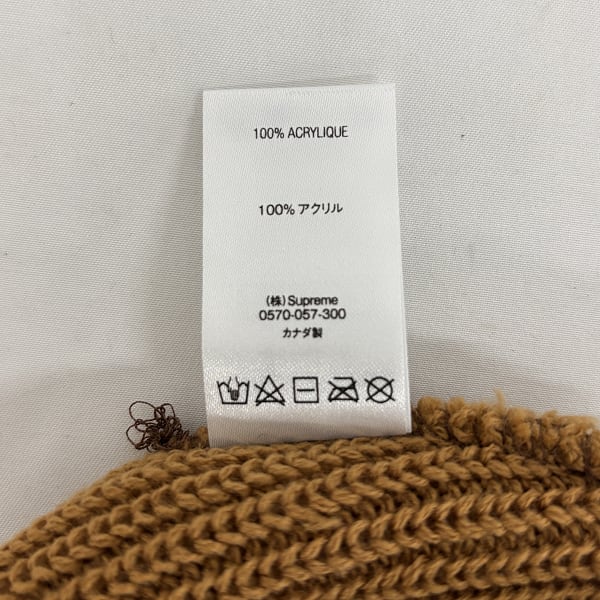 100% ACRYLIQUE
100% アクリル
(株) Supreme
0570-057-300
カナダ製